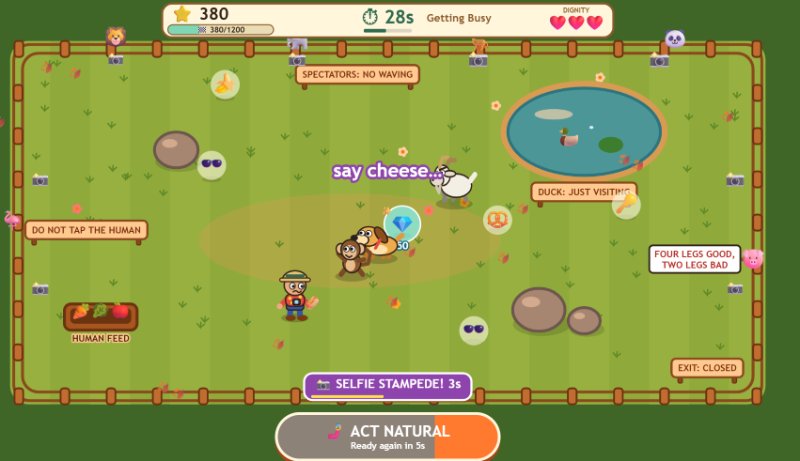 380
380/1200
28s
Getting Busy
DIGNITY
SPECTATORS: NO WAVING
say cheese...
DUCK: JUST VISITING
DO NOT TAP THE HUMAN
50
FOUR LEGS GOOD,
TWO LEGS BAD
HUMAN FEED
EXIT: CLOSED
SELFIE STAMPEDE! 3s
ACT NATURAL
Ready again in 5s